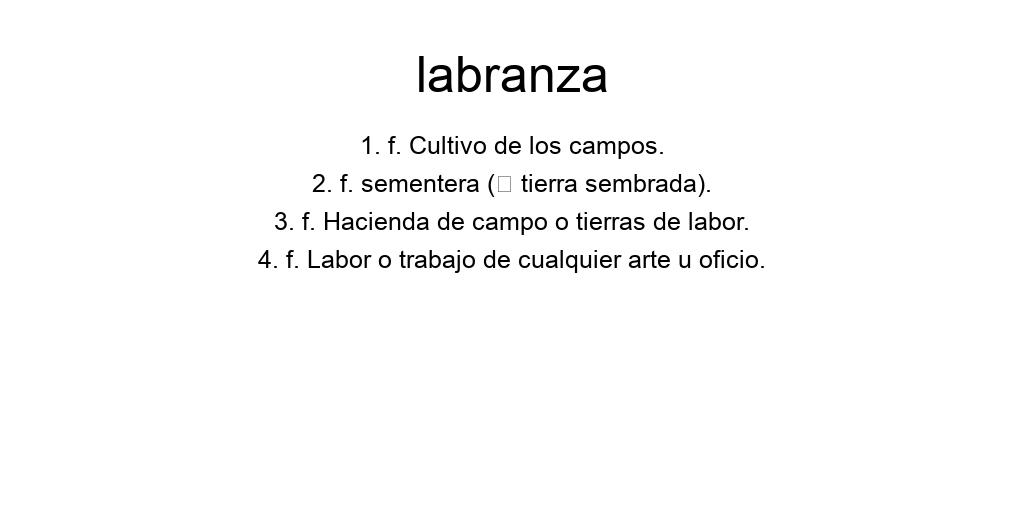 labranza
1. f. Cultivo de los campos.
2. f. sementera (□ tierra sembrada).
3. f. Hacienda de campo o tierras de labor.
4. f. Labor o trabajo de cualquier arte u oficio.